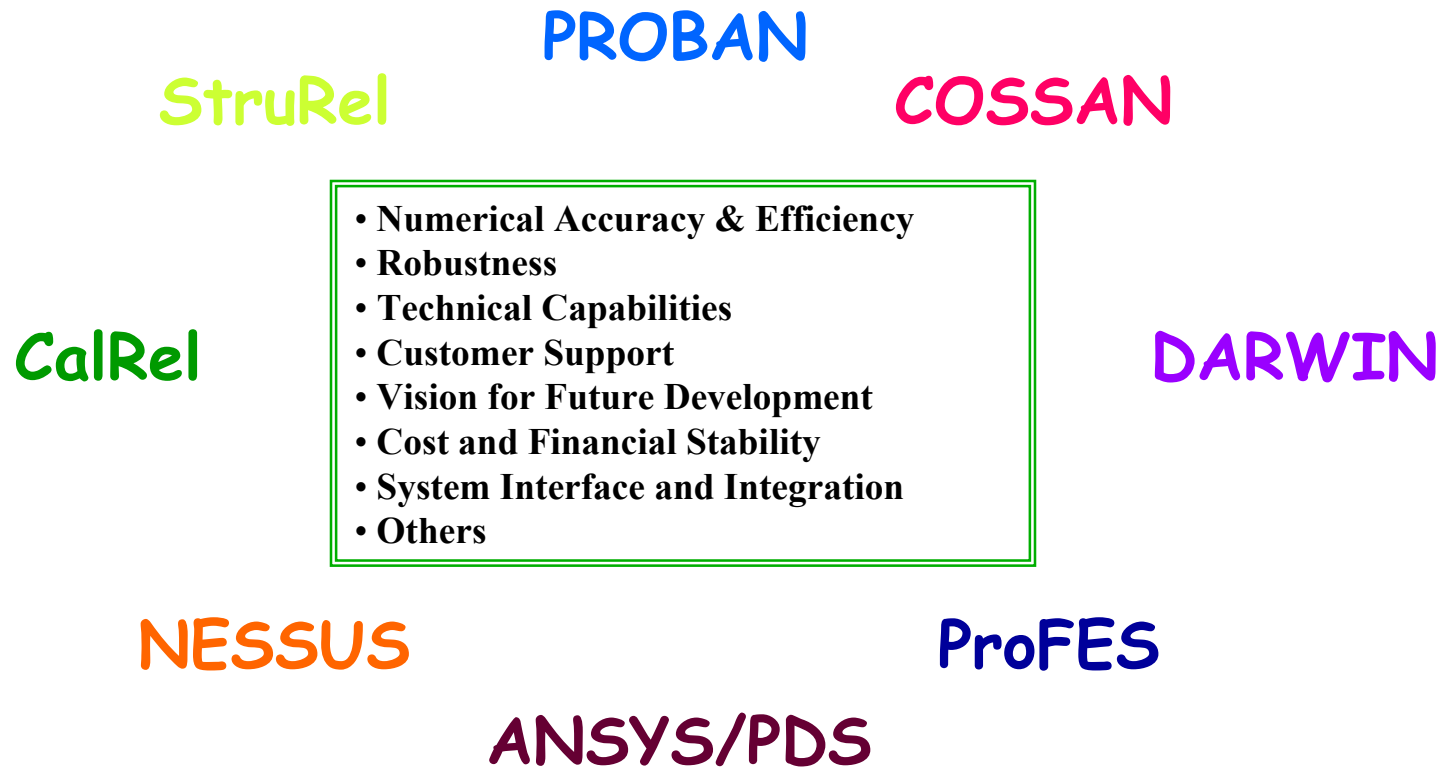 PROBAN
StruRel
COSSAN
• Numerical Accuracy & Efficiency
• Robustness
• Technical Capabilities
• Customer Support
• Vision for Future Development
• Cost and Financial Stability
• System Interface and Integration
• Others
CalRel
DARWIN
NESSUS
ProFES
ANSYS/PDS